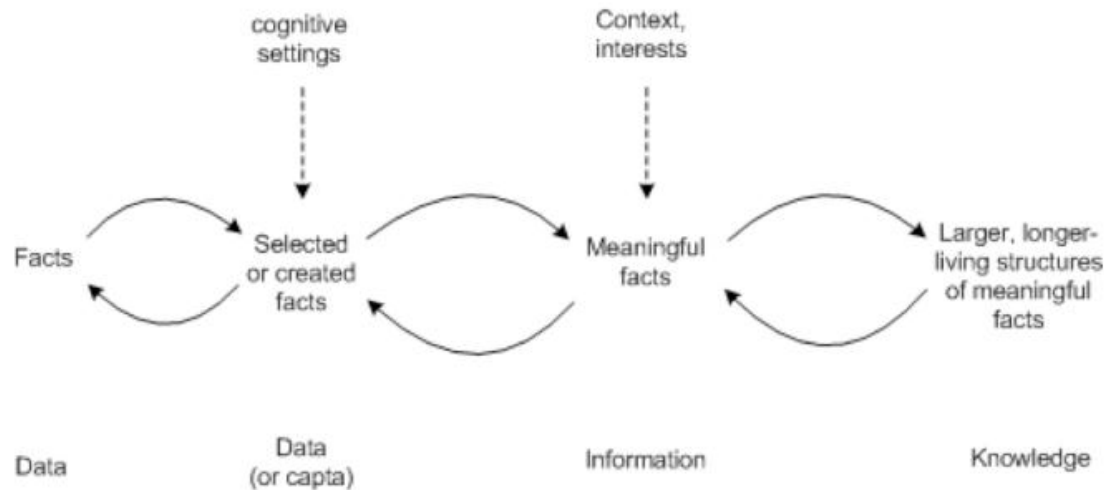 cognitive
settings
Context,
interests
Facts
Selected
or created
facts
Meaningful
facts
Larger, longer-
living structures
of meaningful
facts
Data
Data
(or capta)
Information
Knowledge